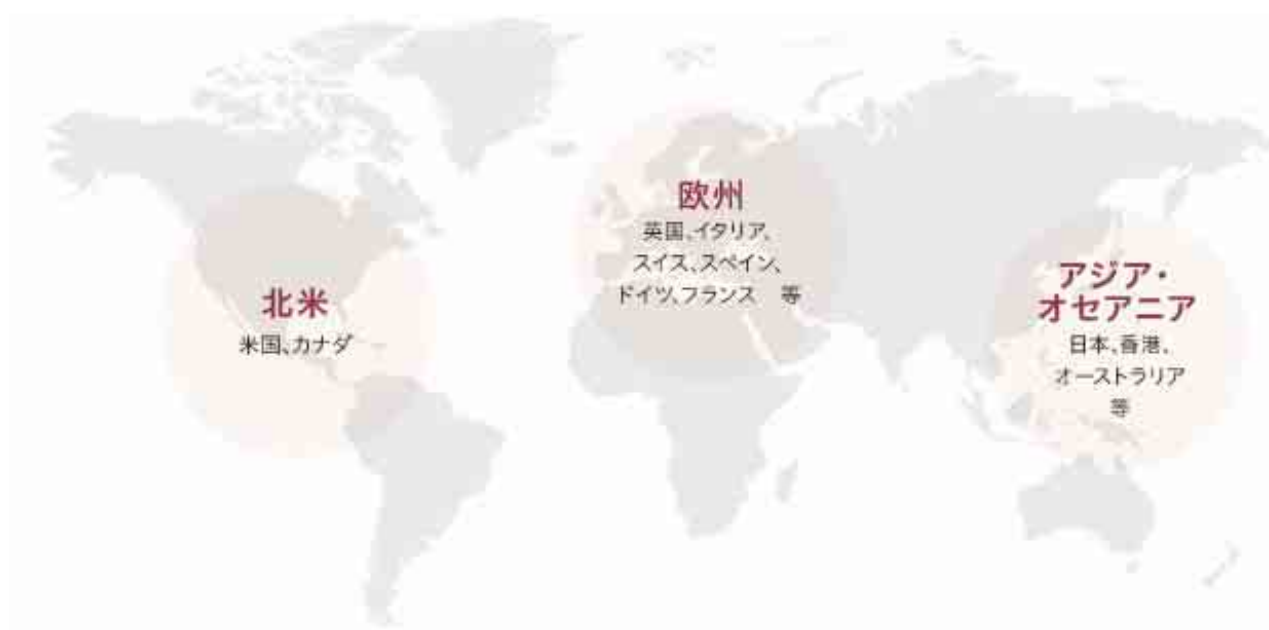 欧州
英国、イタリア、
スイス、スペイン、
ドイツ、フランス　等
北米
米国、カナダ
アジア・
オセアニア
日本、香港、
オーストラリア
等